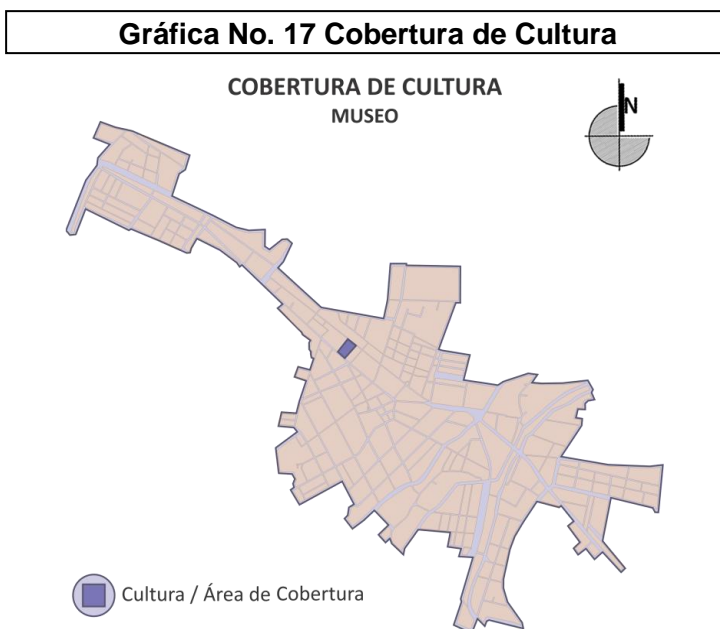 Gráfica No. 17 Cobertura de Cultura
COBERTURA DE CULTURA
MUSEO
N
Cultura / Área de Cobertura